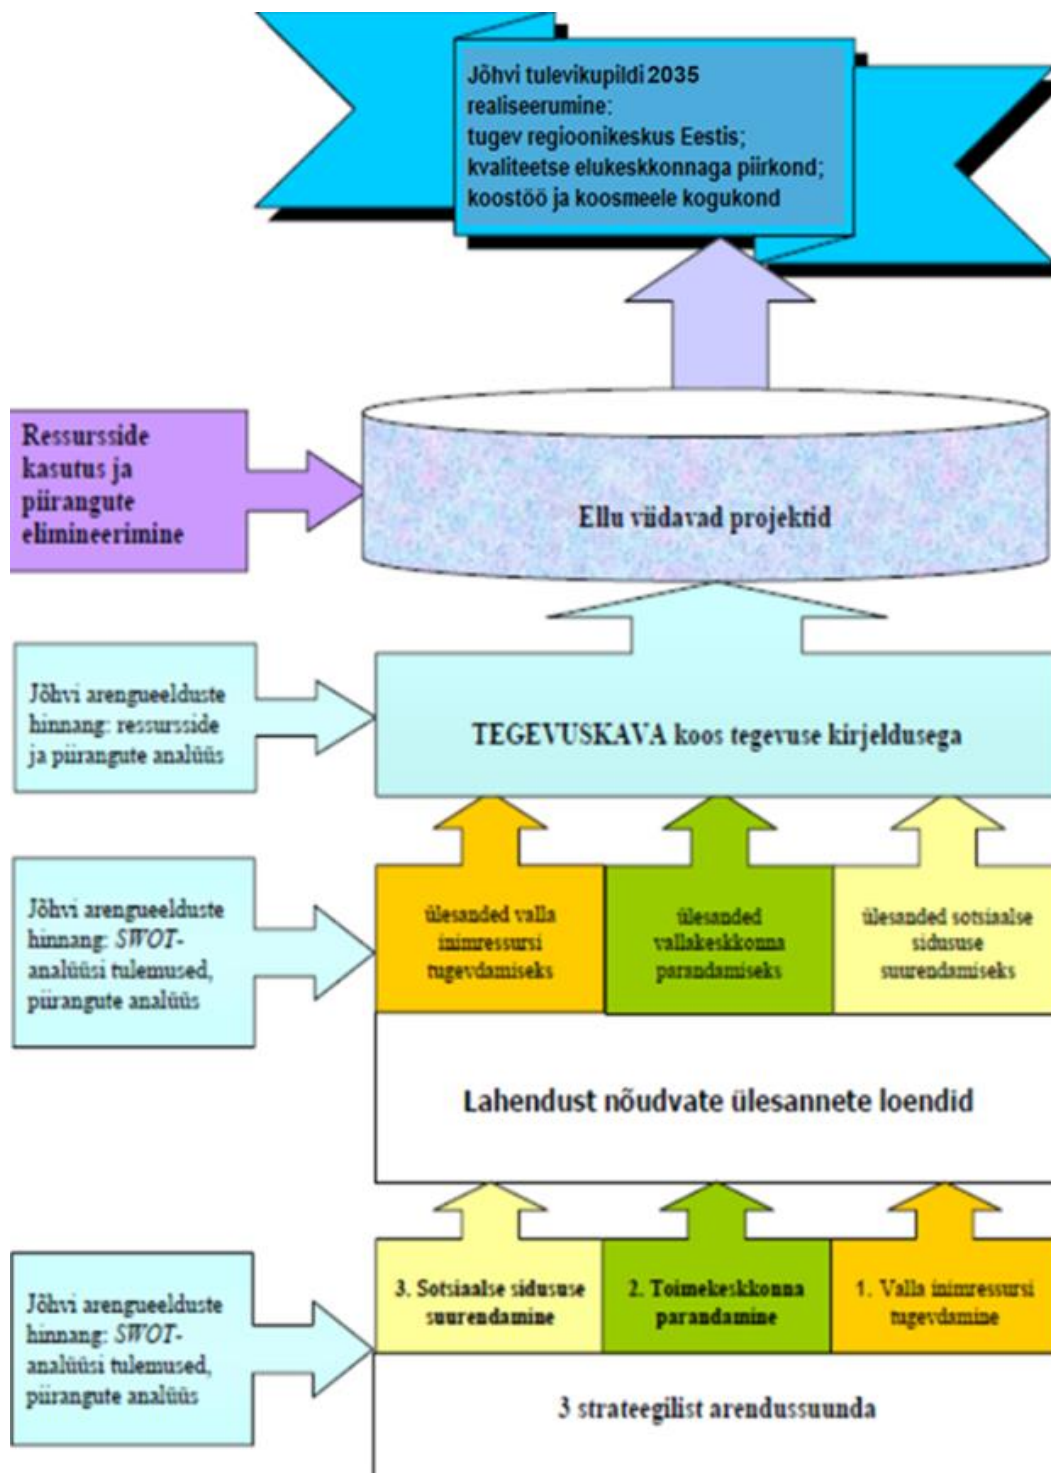 Jõhvi tulevikupildi 2035
realiseerumine:
tugev regioonikeskus Eestis;
kvaliteetse elukeskkonnaga piirkond;
koostöö ja koosmeele kogukond
Ressursside
kasutus ja
piirangute
elimineerimine
Ellu viidavad projektid
Jõhvi arengueelduste
hinnang: ressursside
ja piirangute analüüs
TEGEVUSKAVA koos tegevuse kirjeldusega
Jõhvi arengueelduste
hinnang: SWOT-
analüüsi tulemused,
piirangute analüüs
ülesanded valla
inimressursi
tugevdamiseks
ülesanded
vallakeskkonna
parandamiseks
ülesanded sotsiaalse
sidususe
suurendamiseks
Lahendust nõudvate ülesannete loendid
Jõhvi arengueelduste
hinnang: SWOT-
analüüsi tulemused,
piirangute analüüs
3. Sotsiaalse sidususe
suurendamine
2. Toimekeskkonna
parandamine
1. Valla inimressursi
tugevdamine
3 strateegilist arendussuunda